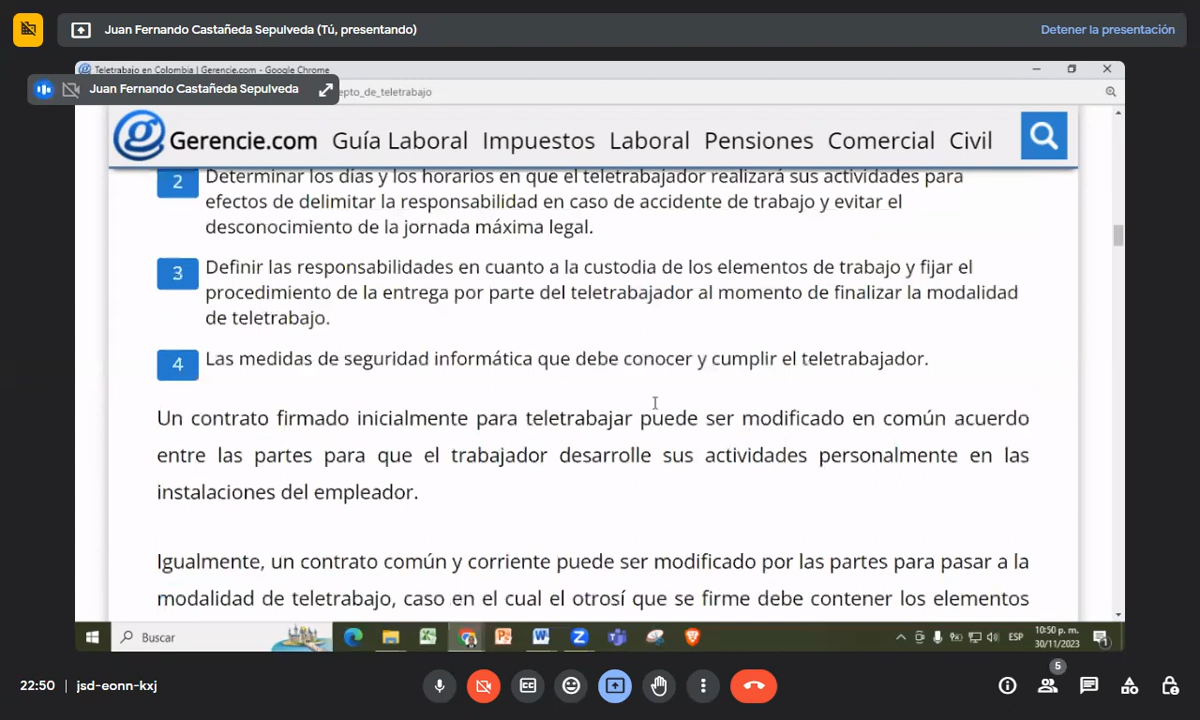 Juan Fernando Castañeda Sepulveda (Tú, presentando)
Detener la presentación
Teletrabajo en Colombia | Gerencie.com - Google Chrome
Juan Fernando Castañeda Sepulveda
epto_de_teletrabajo
Gerencie.com Guía Laboral Impuestos Laboral Pensiones Comercial Civil
2 Determinar los días y los horarios en que el teletrabajador realizará sus actividades para
efectos de delimitar la responsabilidad en caso de accidente de trabajo y evitar el
desconocimiento de la jornada máxima legal.
3 Definir las responsabilidades en cuanto a la custodia de los elementos de trabajo y fijar el
procedimiento de la entrega por parte del teletrabajador al momento de finalizar la modalidad
de teletrabajo.
4 Las medidas de seguridad informática que debe conocer y cumplir el teletrabajador.
Un contrato firmado inicialmente para teletrabajar puede ser modificado en común acuerdo
entre las partes para que el trabajador desarrolle sus actividades personalmente en las
instalaciones del empleador.
Igualmente, un contrato común y corriente puede ser modificado por las partes para pasar a la
modalidad de teletrabajo, caso en el cual el otrosí que se firme debe contener los elementos
Buscar
ESP
10:50 p. m.
30/11/2023
1
22:50 | jsd-eonn-kxj
5